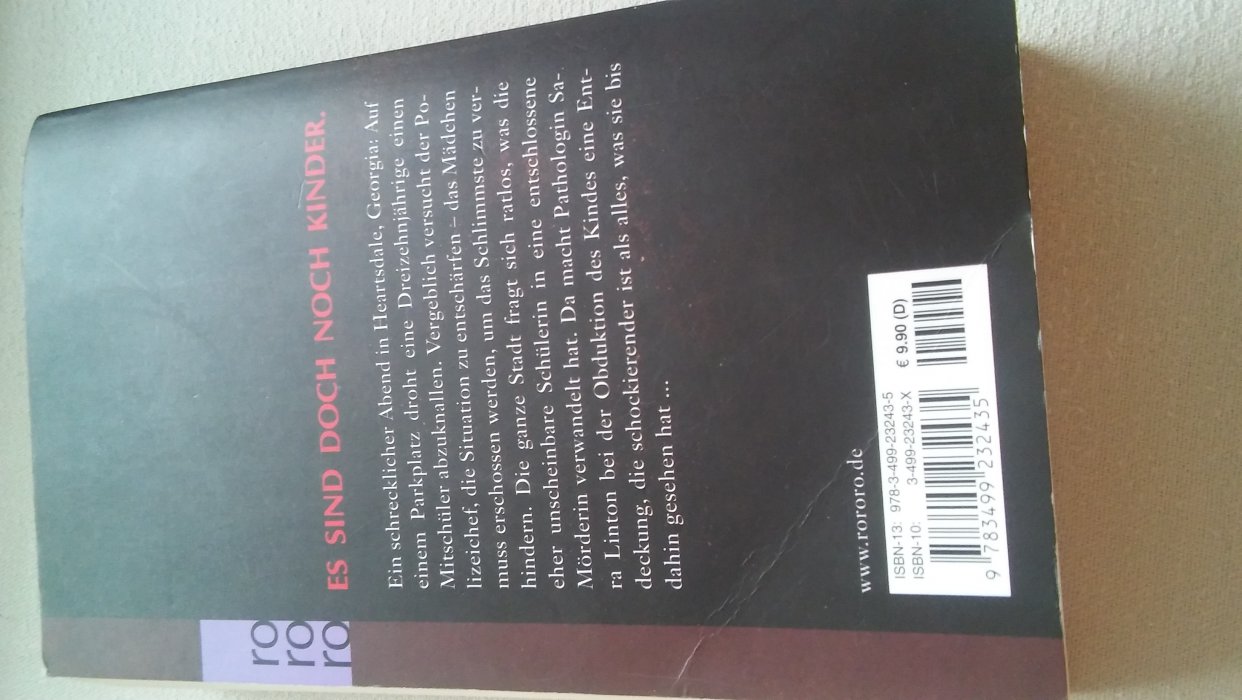 ro
ro
ro
ES SIND DOCH NOCH KINDER.
Ein schrecklicher Abend in Heartsdale, Georgia: Auf
einem Parkplatz droht eine Dreizehnjährige einen
Mitschüler abzuknallen. Vergeblich versucht der Po-
lizeichef, die Situation zu entschärfen – das Mädchen
muss erschossen werden, um das Schlimmste zu ver-
hindern. Die ganze Stadt fragt sich ratlos, was die
eher unscheinbare Schülerin in eine entschlossene
Mörderin verwandelt hat. Da macht Pathologin Sa-
ra Linton bei der Obduktion des Kindes eine Ent-
deckung, die schockierender ist als alles, was sie bis
dahin gesehen hat ...
www.rororo.de
ISBN-13: 978-3-499-23243-5
ISBN-10: 3-499-23243-X
€ 9.90 (D)
9 783499 232435